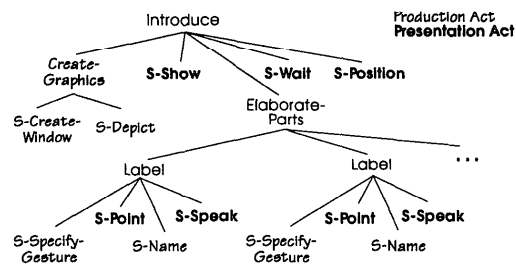 Introduce
Production Act
Presentation Act
Create-
Graphics
S-Show
S-Wait
S-Position
Elaborate-
Parts
S-Create-
Window
S-Depict
...
Label
Label
S-Point
S-Speak
S-Point
S-Speak
S-Specify-
Gesture
S-Name
S-Specify-
Gesture
S-Name